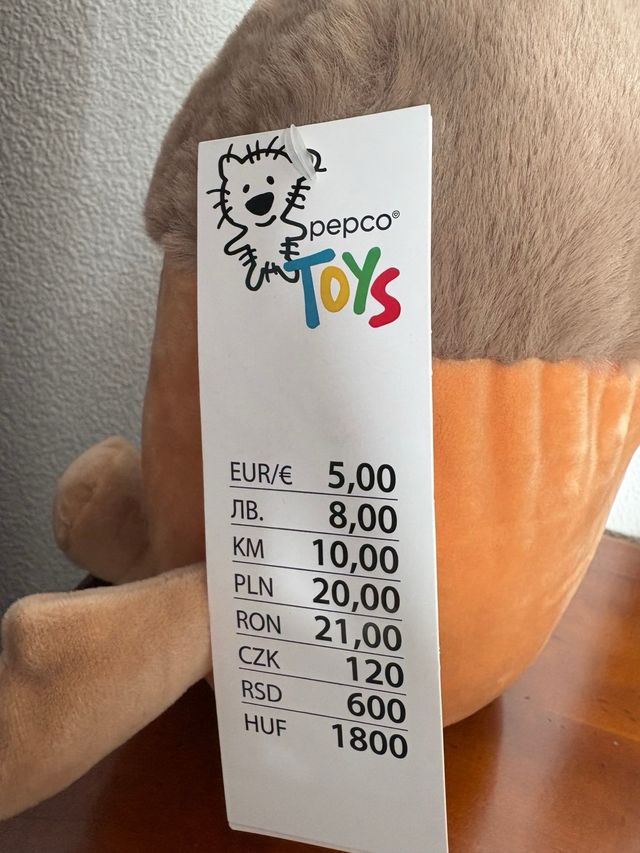 pepco®
TOYS
EUR/€ 5,00
ЛВ. 8,00
KM 10,00
PLN 20,00
RON 21,00
CZK 120
RSD 600
HUF 1800